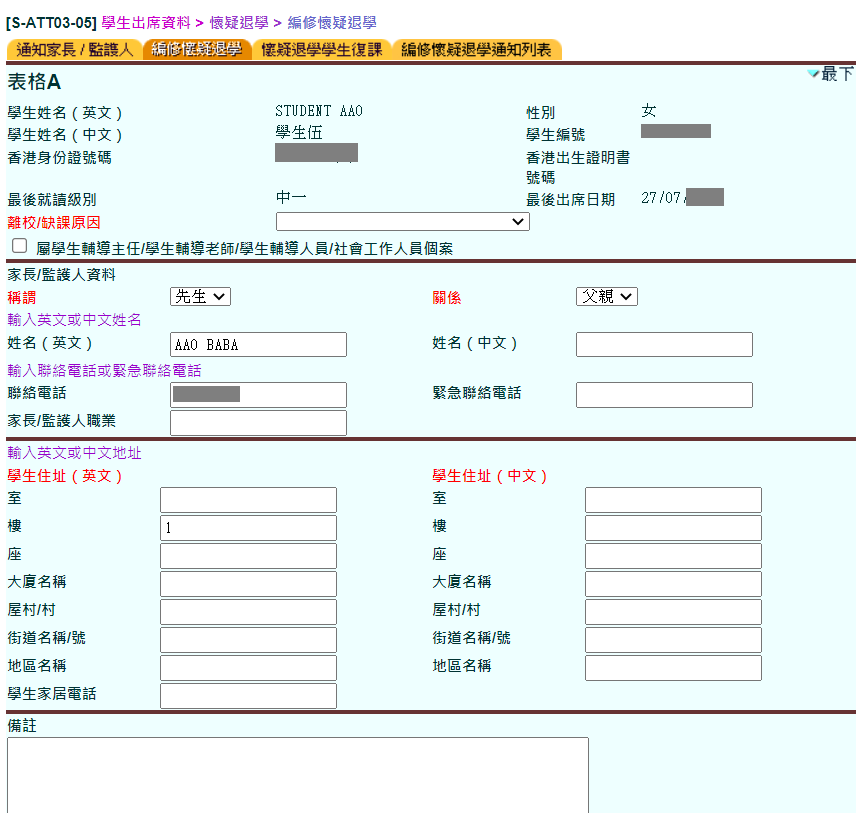 [S-ATT03-05] 學生出席資料 > 懷疑退學 > 編修懷疑退學
通知家長 / 監護人 編修懷疑退學 懷疑退學學生復課 編修懷疑退學通知列表
表格A 最下
學生姓名 ( 英文 ) STUDENT AAO 性別 女
學生姓名 ( 中文 ) 學生伍 學生編號
香港身份證號碼 香港出生證明書
號碼
最後就讀級別 中一 最後出席日期 27/07/
離校/缺課原因
屬學生輔導主任/學生輔導老師/學生輔導人員/社會工作人員個案
家長/監護人資料
稱謂 先生 關係 父親
輸入英文或中文姓名
姓名 ( 英文 ) AAO BABA 姓名 ( 中文 )
輸入聯絡電話或緊急聯絡電話
聯絡電話 緊急聯絡電話
家長/監護人職業
輸入英文或中文地址
學生住址 ( 英文 ) 學生住址 ( 中文 )
室 室
樓 1 樓
座 座
大廈名稱 大廈名稱
屋村/村 屋村/村
街道名稱/號 街道名稱/號
地區名稱 地區名稱
學生家居電話
備註